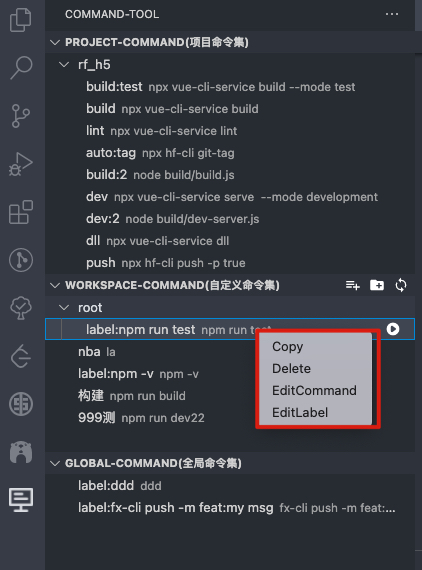 COMMAND-TOOL ···
PROJECT-COMMAND(项目命令集)
rf_h5
build:test npx vue-cli-service build --mode test
build npx vue-cli-service build
lint npx vue-cli-service lint
auto:tag npx hf-cli git-tag
build:2 node build/build.js
dev npx vue-cli-service serve --mode development
dev:2 node build/dev-server.js
dll npx vue-cli-service dll
push npx hf-cli push -p true
WORKSPACE-COMMAND(自定义命令集)
root
label:npm run test npm run test
Copy
Delete
EditCommand
EditLabel
nba la
label:npm -v npm -v
构建 npm run build
999测 npm run dev22
GLOBAL-COMMAND(全局命令集)
label:ddd ddd
label:fx-cli push -m feat:my msg fx-cli push -m feat:...